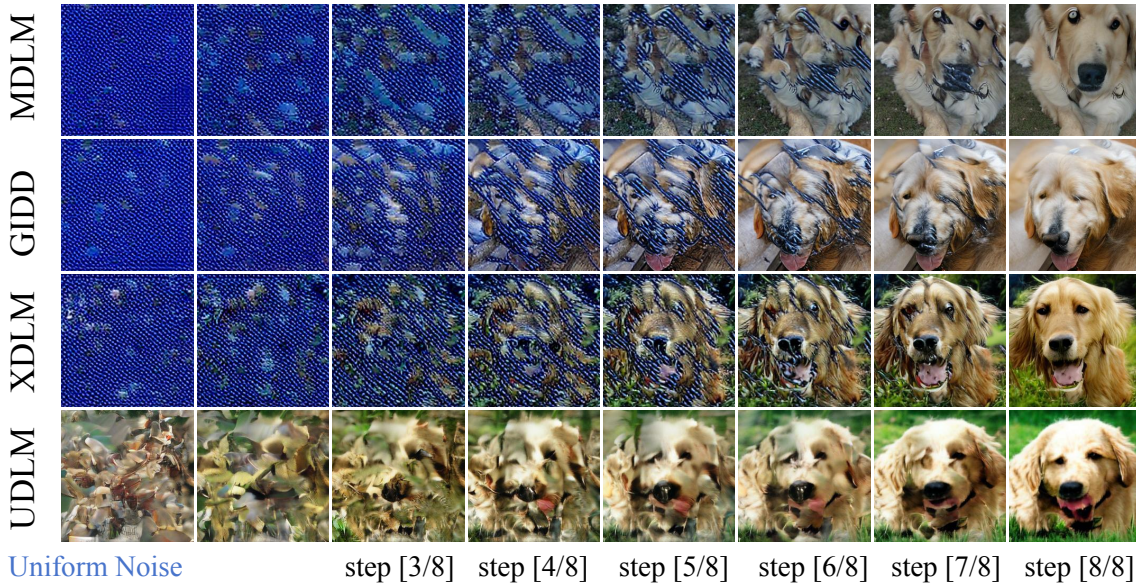 MDLM
GIDD
XDLM
UDLM
Uniform Noise step [3/8] step [4/8] step [5/8] step [6/8] step [7/8] step [8/8]